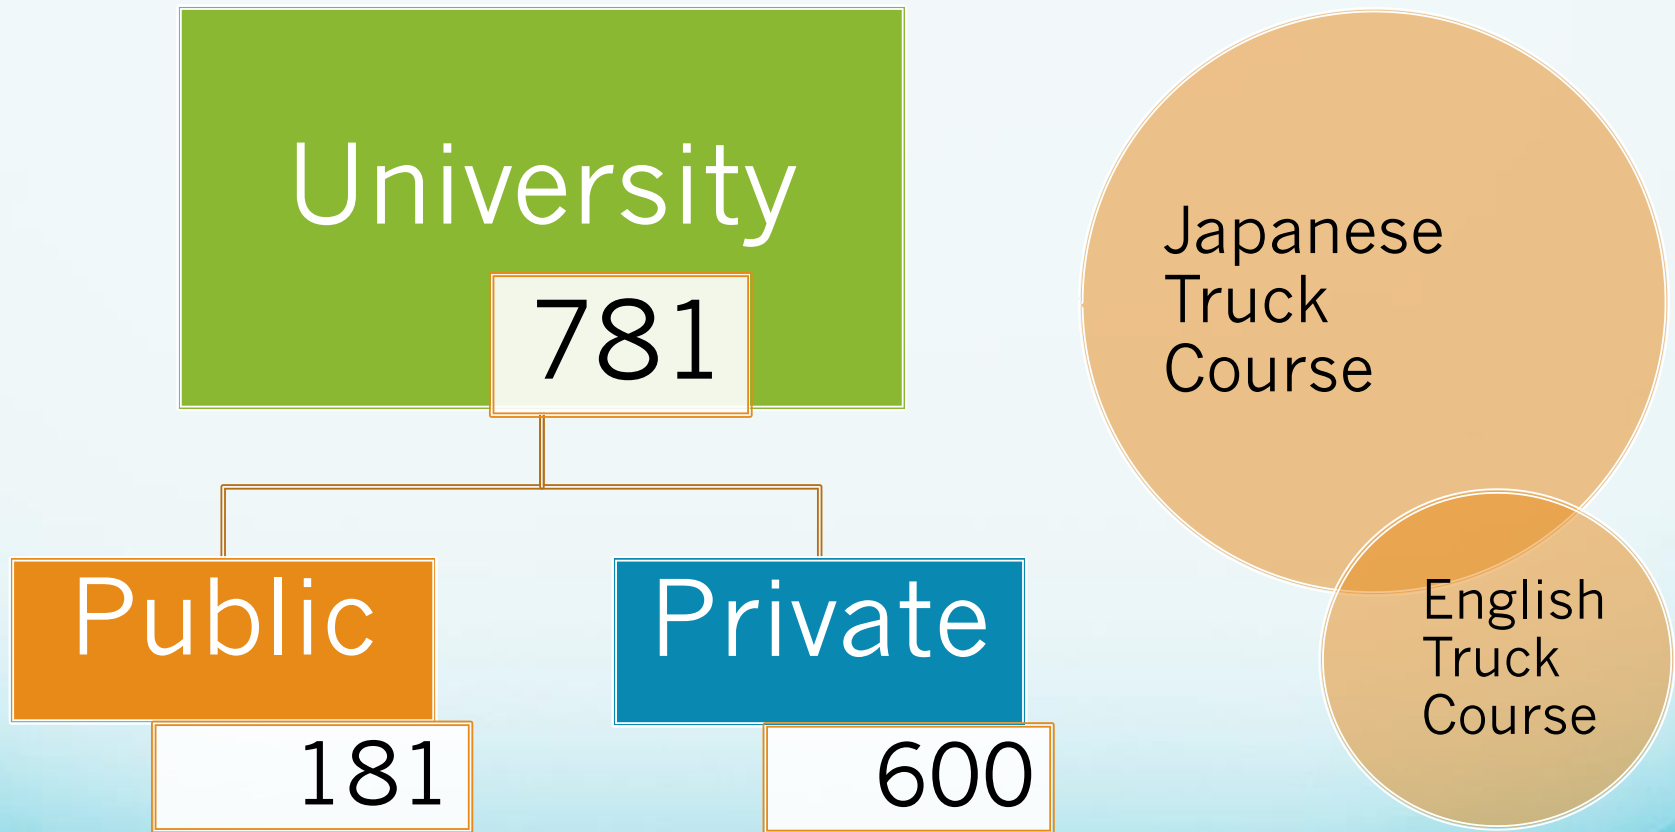 University
781
Public
181
Private
600
Japanese
Truck
Course
English
Truck
Course